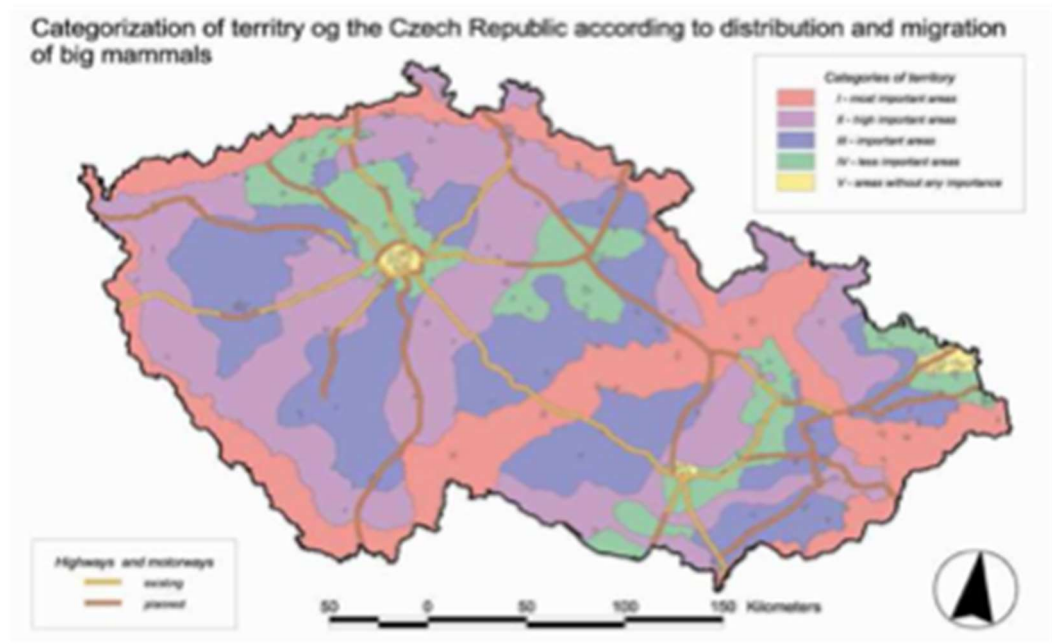 Categorization of territry og the Czech Republic according to distribution and migration
of big mammals
Categories of territory
I - most important areas
II - high important areas
III - important areas
IV - less important areas
V - areas without any importance
Highways and motorways
existing
planned
50 0 50 100 150 Kilometers